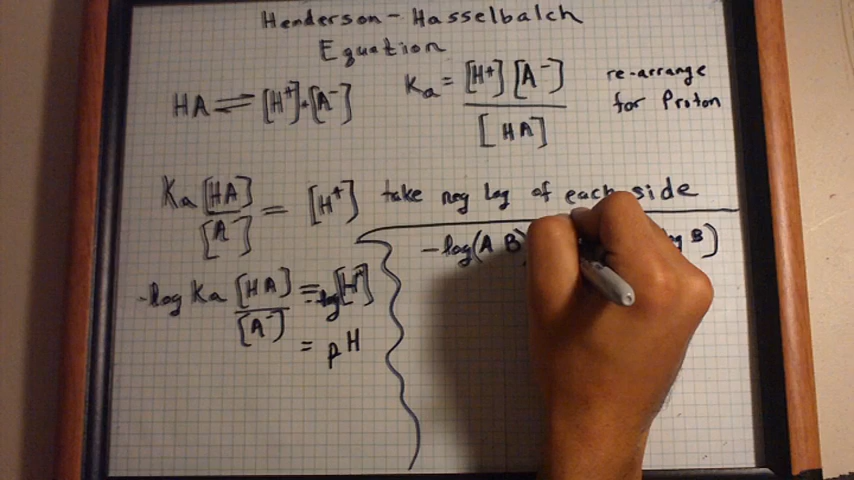 Henderson-Hasselbalch
Equation
HA ⇌ [H⁺]·[A⁻]
Ka = [H⁺][A⁻] / [HA]
re-arrange
for Proton
Ka [HA] / [A⁻] = [H⁺]
take neg log of each side
-log Ka [HA] / [A⁻] = -log [H⁺]
= pH
-log(A B)
log B)